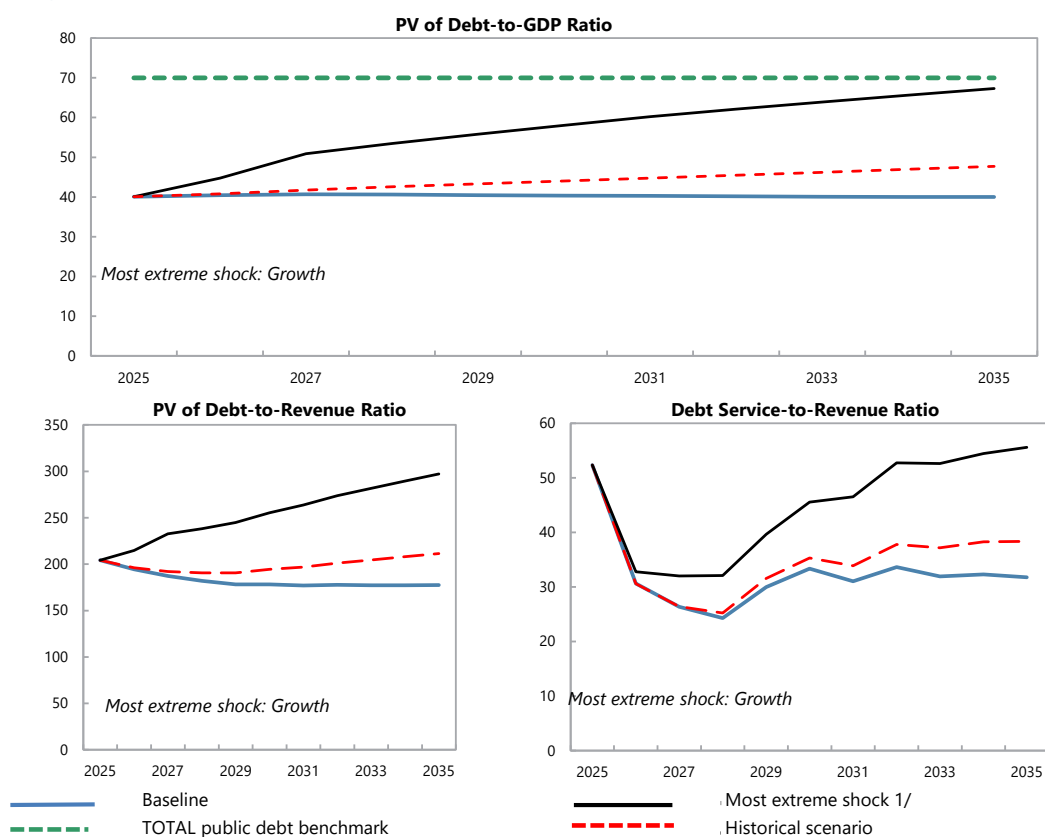 PV of Debt-to-GDP Ratio
80
70
60
50
40
30
20
10
0
Most extreme shock: Growth
2025 2027 2029 2031 2033 2035
PV of Debt-to-Revenue Ratio
350
300
250
200
150
100
50
0
Most extreme shock: Growth
2025 2027 2029 2031 2033 2035
Debt Service-to-Revenue Ratio
60
50
40
30
20
10
0
Most extreme shock: Growth
2025 2027 2029 2031 2033 2035
Baseline
Most extreme shock 1/
TOTAL public debt benchmark
Historical scenario